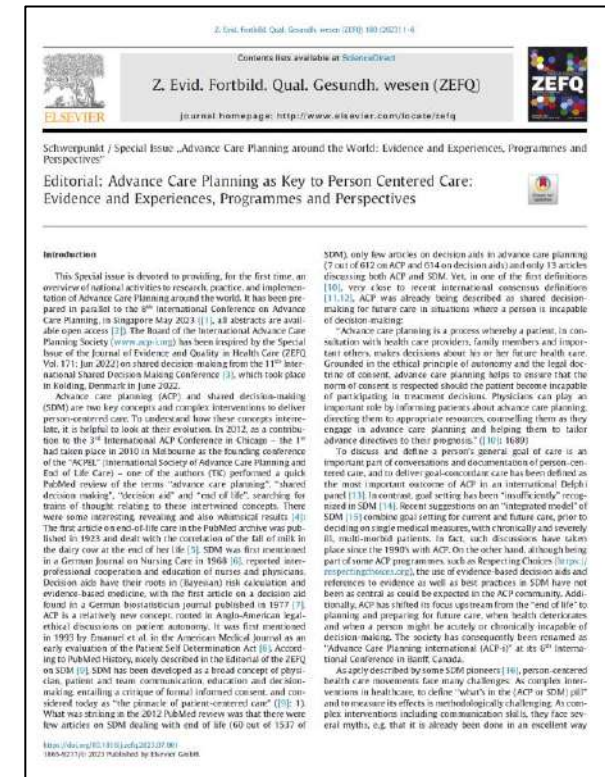 Z. Evid. Fortbild. Qual. Gesundh. wesen (ZEFQ) 180 (2023) 1–6
Contents lists available at ScienceDirect
Z. Evid. Fortbild. Qual. Gesundh. wesen (ZEFQ)
journal homepage: http://www.elsevier.com/locate/zefq
ELSEVIER
ZEFQ
Schwerpunkt / Special Issue „Advance Care Planning around the World: Evidence and Experiences, Programmes and
Perspectives"
Editorial: Advance Care Planning as Key to Person Centered Care:
Evidence and Experiences, Programmes and Perspectives
Introduction
This Special issue is devoted to providing, for the first time, an
overview of national activities to research, practice, and implemen-
tation of Advance Care Planning around the world. It has been pre-
pared in parallel to the 8th International Conference on Advance
Care Planning, in Singapore May 2023 ([1], all abstracts are avail-
able open access [2]). The Board of the International Advance Care
Planning Society (www.acp-i.org) has been inspired by the Special
Issue of the Journal of Evidence and Quality in Health Care (ZEFQ
Vol. 171: Jun 2022) on shared decision-making from the 11th Inter-
national Shared Decision Making Conference [3], which took place
in Kolding, Denmark in June 2022.
Advance care planning (ACP) and shared decision-making
(SDM) are two key concepts and complex interventions to deliver
person-centered care. To understand how these concepts interre-
late, it is helpful to look at their evolution. In 2012, as a contribu-
tion to the 3rd International ACP Conference in Chicago – the 1st
had taken place in 2010 in Melbourne as the founding conference
of the "ACPEL" (International Society of Advance Care Planning and
End of Life Care) – one of the authors (TK) performed a quick
PubMed review of the terms "advance care planning", "shared
decision making", "decision aid" and "end of life", searching for
trains of thought relating to these intertwined concepts. There
were some interesting, revealing and also whimsical results [4]:
The first article on end-of-life care in the PubMed archive was pub-
lished in 1923 and dealt with the correlation of the fall of milk in
the dairy cow at the end of her life [5]. SDM was first mentioned
in a German Journal on Nursing Care in 1968 [6], reported inter-
professional cooperation and education of nurses and physicians.
Decision aids have their roots in (Bayesian) risk calculation and
evidence-based medicine, with the first article on a decision aid
found in a German biostatistician journal published in 1977 [7].
ACP is a relatively new concept, rooted in Anglo-American legal-
ethical discussions on patient autonomy. It was first mentioned
in 1993 by Emanuel et al. in the American Medical Journal as an
early evaluation of the Patient Self Determination Act [8]. Accord-
ing to PubMed History, nicely described in the Editorial of the ZEFQ
on SDM [9], SDM has been developed as a broad concept of physi-
cian, patient and team communication, education and decision-
making, entailing a critique of formal informed consent, and con-
sidered today as "the pinnacle of patient-centered care" ([9]: 1).
What was striking in the 2012 PubMed review was that there were
few articles on SDM dealing with end of life (60 out of 1537 of
SDM), only few articles on decision aids in advance care planning
(7 out of 612 on ACP and 614 on decision aids) and only 13 articles
discussing both ACP and SDM. Yet, in one of the first definitions
[10], very close to recent international consensus definitions
[11,12], ACP was already being described as shared decision-
making for future care in situations where a person is incapable
of decision-making:
"Advance care planning is a process whereby a patient, in con-
sultation with health care providers, family members and impor-
tant others, makes decisions about his or her future health care.
Grounded in the ethical principle of autonomy and the legal doc-
trine of consent, advance care planning helps to ensure that the
norm of consent is respected should the patient become incapable
of participating in treatment decisions. Physicians can play an
important role by informing patients about advance care planning,
directing them to appropriate resources, counselling them as they
engage in advance care planning and helping them to tailor
advance directives to their prognosis." ([10]: 1689)
To discuss and define a person's general goal of care is an
important part of conversations and documentation of person-cen-
tered care, and to deliver goal-concordant care has been defined as
the most important outcome of ACP in an international Delphi
panel [13]. In contrast, goal setting has been "insufficiently" recog-
nized in SDM [14]. Recent suggestions on an "integrated model" of
SDM [15] combine goal setting for current and future care, prior to
deciding on single medical measures, with chronically and severely
ill, multi-morbid patients. In fact, such discussions have taken
place since the 1990's with ACP. On the other hand, although being
part of some ACP programmes, such as Respecting Choices (https://
respectingchoices.org), the use of evidence-based decision aids and
references to evidence as well as best practices in SDM have not
been as central as could be expected in the ACP community. Addi-
tionally, ACP has shifted its focus upstream from the "end of life" to
planning and preparing for future care, when health deteriorates
and when a person might be acutely or chronically incapable of
decision-making. The society has consequently been renamed as
"Advance Care Planning international (ACP-i)" at its 6th Interna-
tional Conference in Banff, Canada.
As aptly described by some SDM pioneers [16], person-centered
health care movements face many challenges: As complex inter-
ventions in healthcare, to define "what's in the (ACP or SDM) pill"
and to measure its effects is methodologically challenging. As com-
plex interventions including communication skills, they face sev-
eral myths, e.g. that it is already been done in an excellent way
https://doi.org/10.1016/j.zefq.2023.07.001
1865-9217/© 2023 Published by Elsevier GmbH.